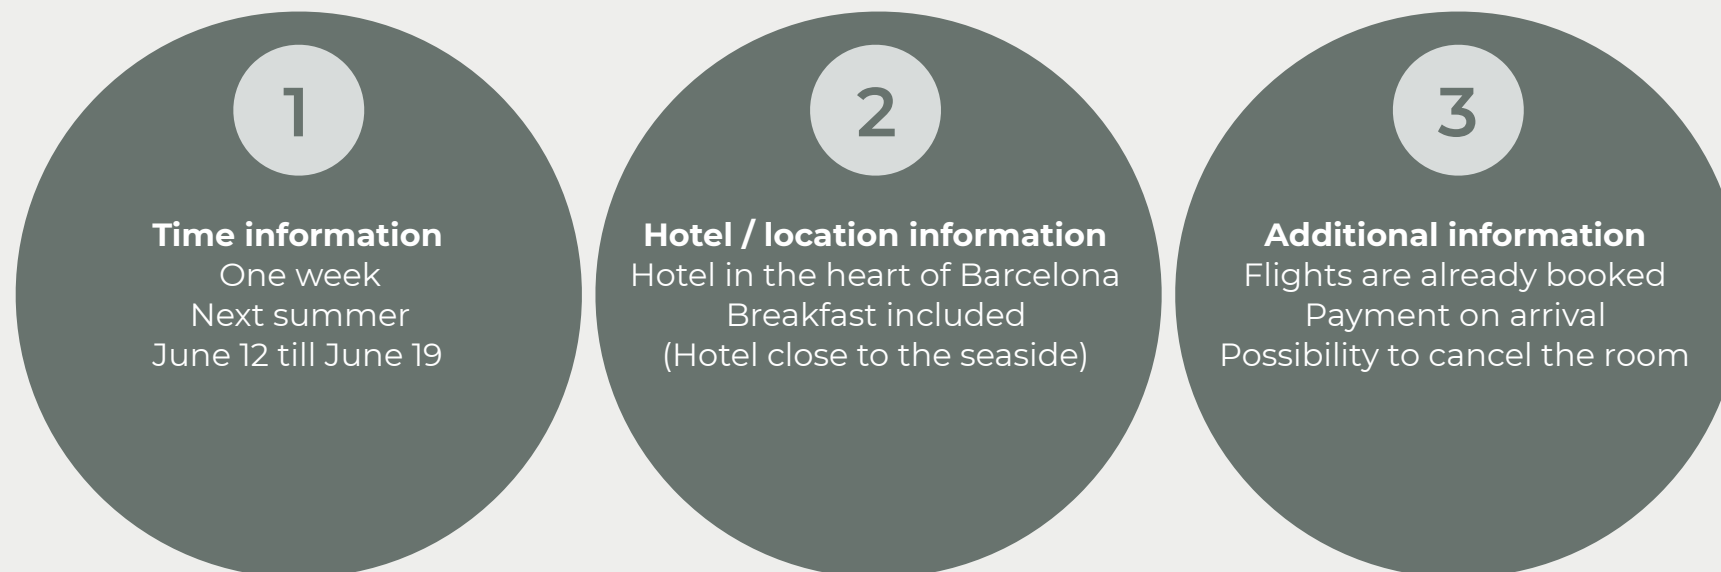 1
Time information
One week
Next summer
June 12 till June 19
2
Hotel / location information
Hotel in the heart of Barcelona
Breakfast included
(Hotel close to the seaside)
3
Additional information
Flights are already booked
Payment on arrival
Possibility to cancel the room